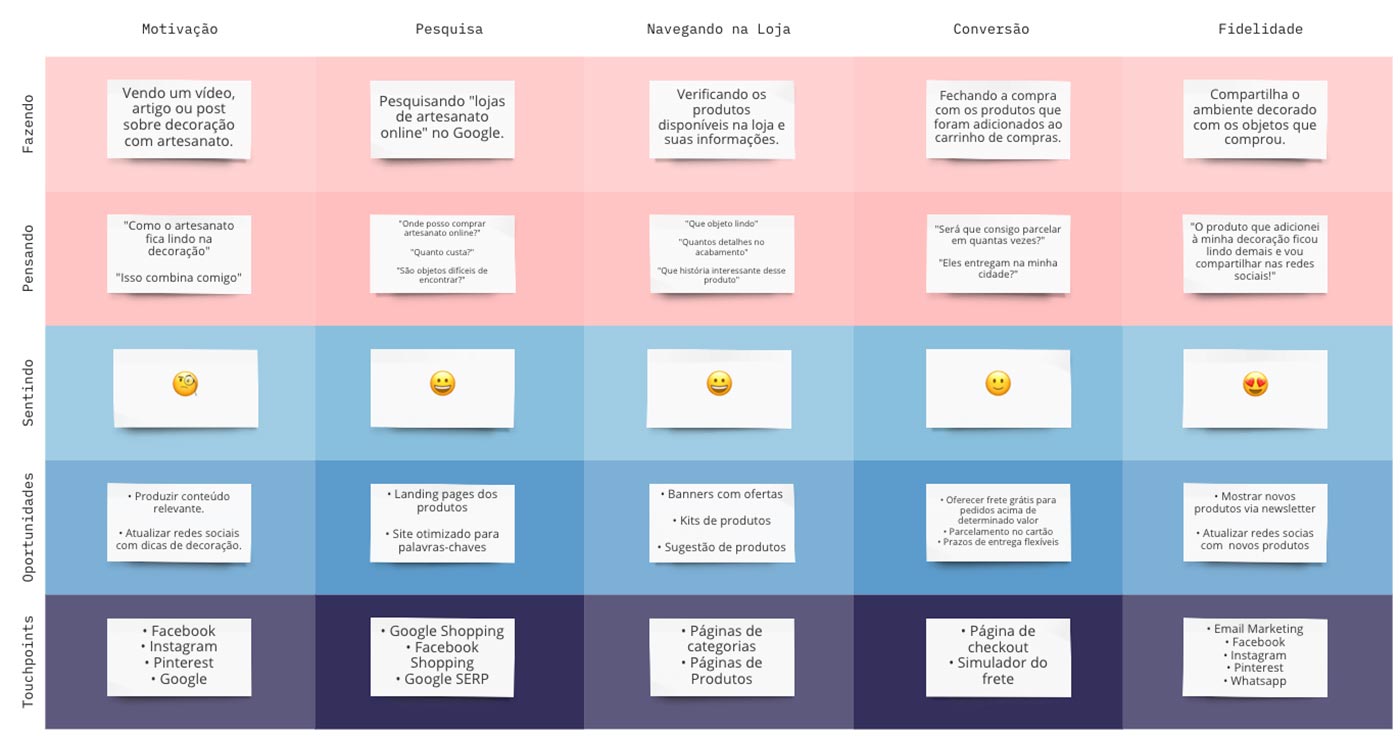 Motivação
Pesquisa
Navegando na Loja
Conversão
Fidelidade
Fazendo
Vendo um vídeo,
artigo ou post
sobre decoração
com artesanato.
Pesquisando "lojas
de artesanato
online" no Google.
Verificando os
produtos
disponíveis na loja e
suas informações.
Fechando a compra
com os produtos que
foram adicionados ao
carrinho de compras.
Compartilha o
ambiente decorado
com os objetos que
comprou.
Pensando
"Como o artesanato
fica lindo na
decoração"
"Isso combina comigo"
"Onde posso comprar
artesanato online?"
"Quanto custa?"
"São objetos difíceis de
encontrar?"
"Que objeto lindo"
"Quantos detalhes no
acabamento"
"Que história interessante desse
produto"
"Será que consigo parcelar
em quantas vezes?"
"Eles entregam na minha
cidade?"
"O produto que adicionei
à minha decoração ficou
lindo demais e vou
compartilhar nas redes
sociais!"
Sentindo
Oportunidades
• Produzir conteúdo
relevante.
• Atualizar redes sociais
com dicas de decoração.
• Landing pages dos
produtos
• Site otimizado para
palavras-chaves
• Banners com ofertas
• Kits de produtos
• Sugestão de produtos
• Oferecer frete grátis para
pedidos acima de
determinado valor
• Parcelamento no cartão
• Prazos de entrega flexíveis
• Mostrar novos
produtos via newsletter
• Atualizar redes socias
com novos produtos
Touchpoints
• Facebook
• Instagram
• Pinterest
• Google
• Google Shopping
• Facebook
Shopping
• Google SERP
• Páginas de
categorias
• Páginas de
Produtos
• Página de
checkout
• Simulador do
frete
• Email Marketing
• Facebook
• Instagram
• Pinterest
• Whatsapp